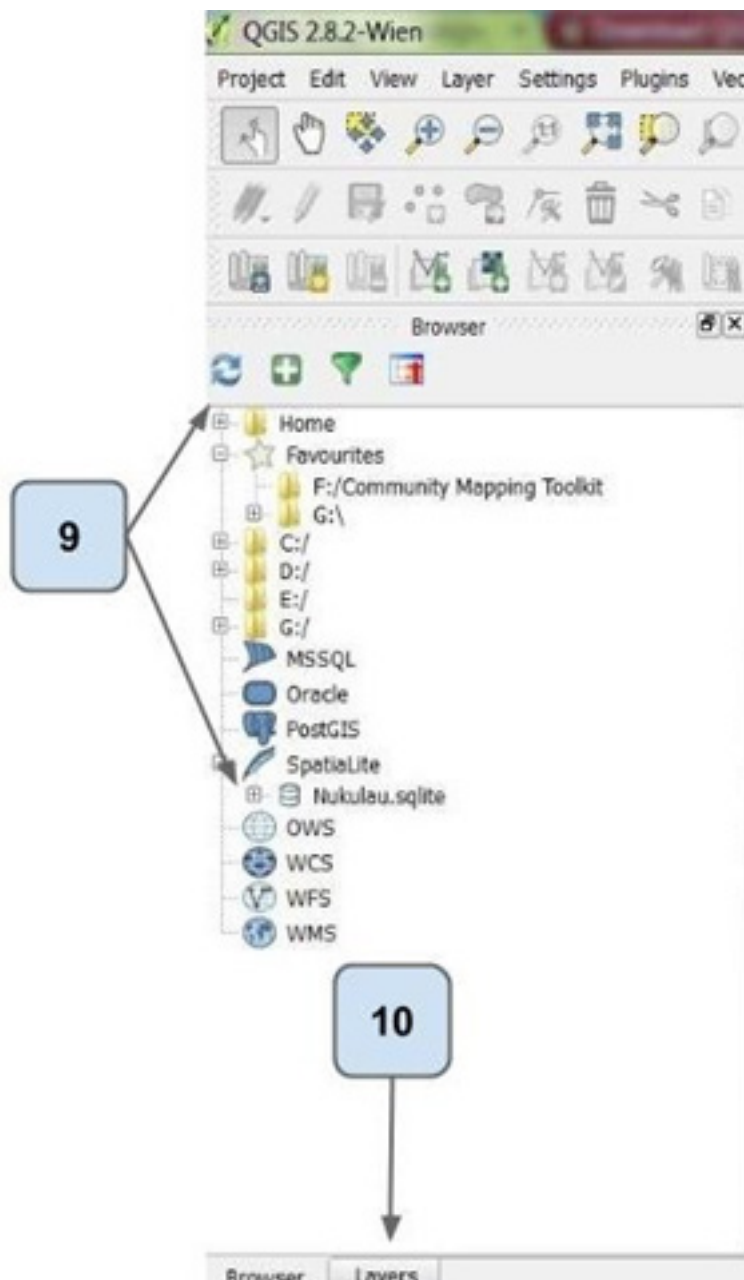 QGIS 2.8.2-Wien
Project Edit View Layer Settings Plugins Vec
Browser
Home
Favourites
F:/Community Mapping Toolkit
G:\
C:/
D:/
E:/
G:/
MSSQL
Oracle
PostGIS
SpatiaLite
Nukulau.sqlite
OWS
WCS
WFS
WMS
9
10
Browser Layers